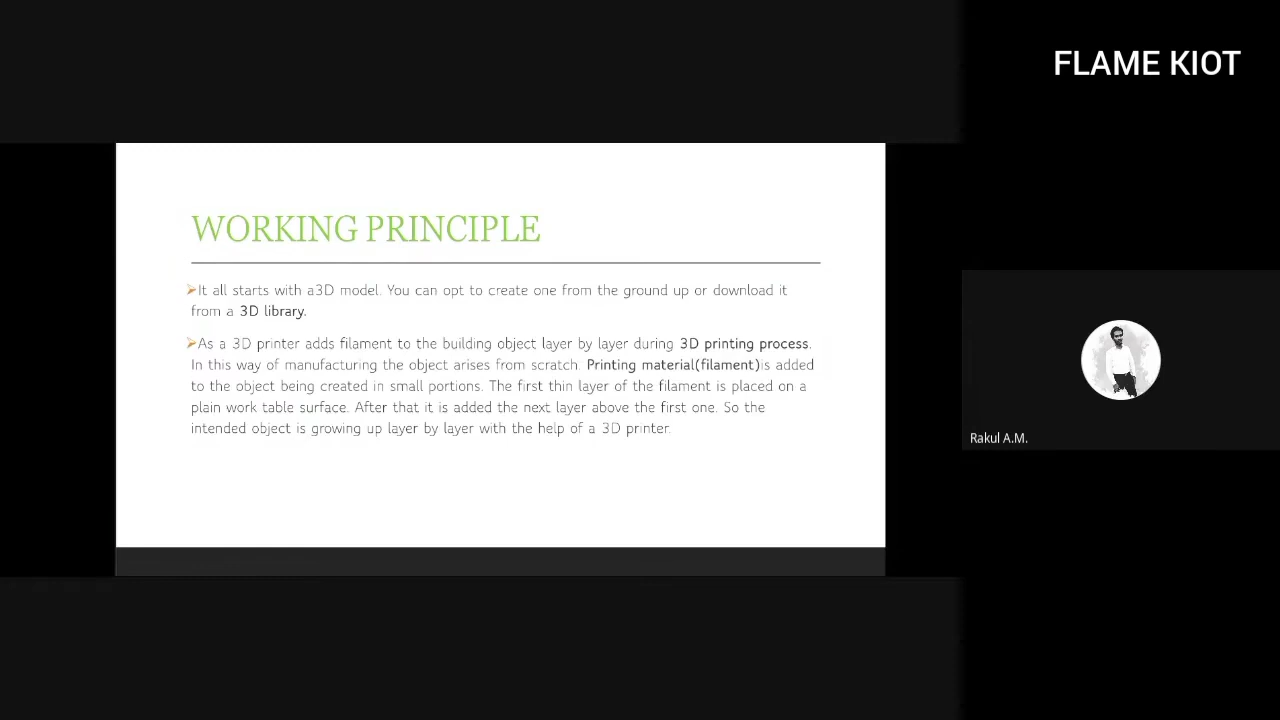 FLAME KIOT
WORKING PRINCIPLE
➢It all starts with a3D model. You can opt to create one from the ground up or download it
from a 3D library.
➢As a 3D printer adds filament to the building object layer by layer during 3D printing process.
In this way of manufacturing the object arises from scratch. Printing material(filament)is added
to the object being created in small portions. The first thin layer of the filament is placed on a
plain work table surface. After that it is added the next layer above the first one. So the
intended object is growing up layer by layer with the help of a 3D printer.
Rakul A.M.